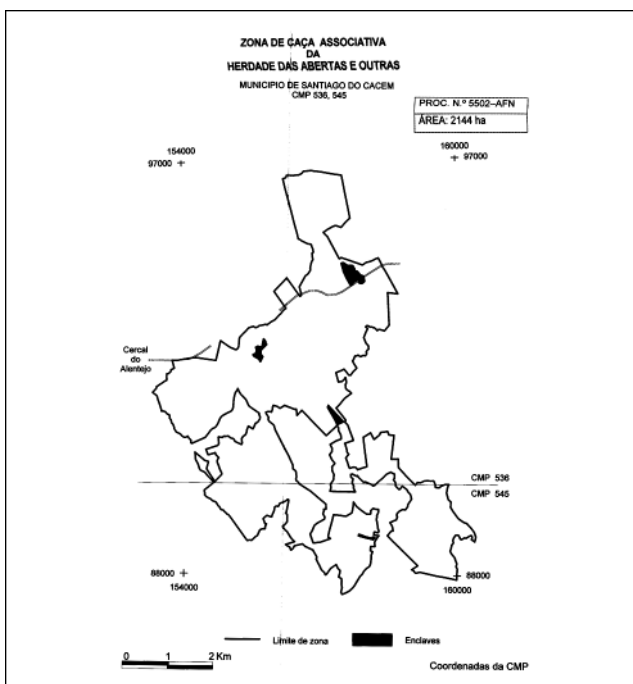 ZONA DE CAÇA ASSOCIATIVA
DA
HERDADE DAS ABERTAS E OUTRAS
MUNICIPIO DE SANTIAGO DO CACEM
CMP 536, 545
PROC. N.º 5502–AFN
ÁREA: 2144 ha
154000
97000
160000
97000
Cercal
do
Alentejo
CMP 536
CMP 545
88000
154000
88000
160000
Limite de zona
Enclaves
0 1 2 Km
Coordenadas da CMP